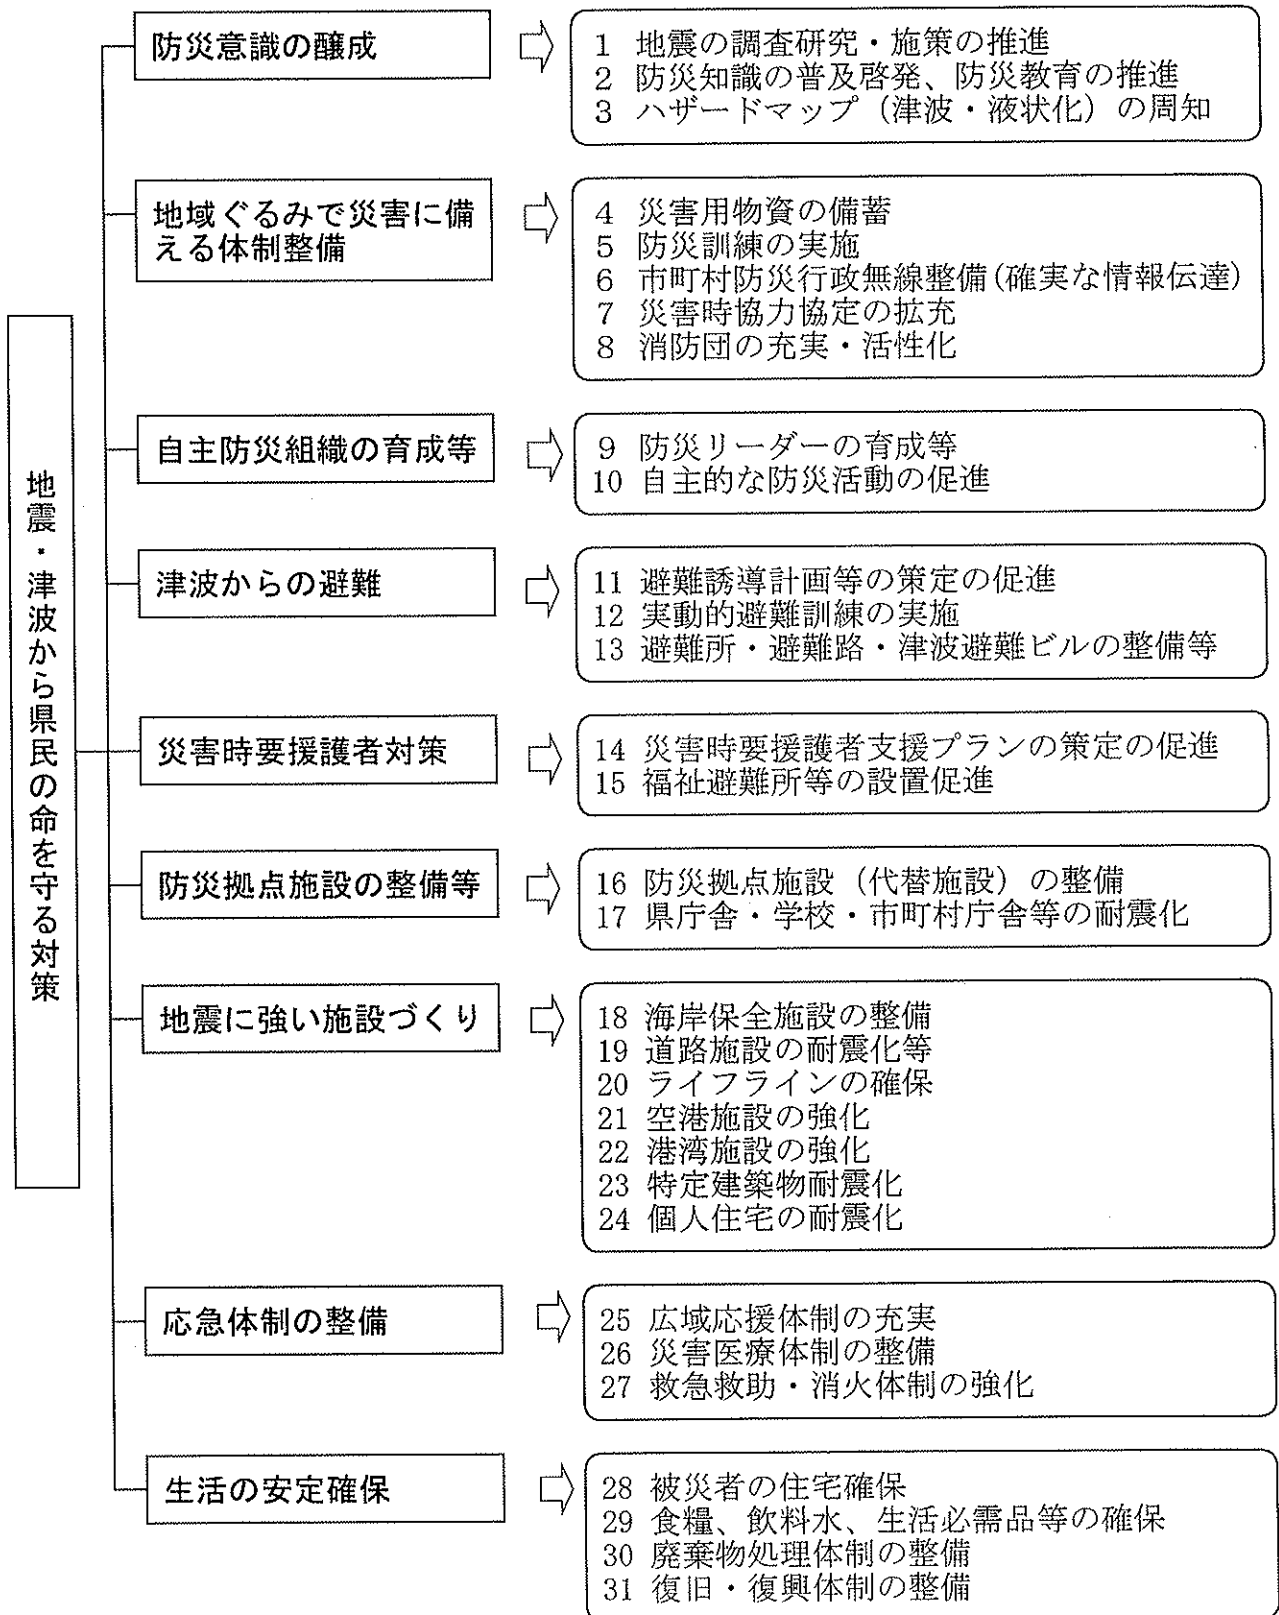 地震・津波から県民の命を守る対策
防災意識の醸成
1 地震の調査研究・施策の推進
2 防災知識の普及啓発、防災教育の推進
3 ハザードマップ（津波・液状化）の周知
地域ぐるみで災害に備
える体制整備
4 災害用物資の備蓄
5 防災訓練の実施
6 市町村防災行政無線整備(確実な情報伝達)
7 災害時協力協定の拡充
8 消防団の充実・活性化
自主防災組織の育成等
9 防災リーダーの育成等
10 自主的な防災活動の促進
津波からの避難
11 避難誘導計画等の策定の促進
12 実動的避難訓練の実施
13 避難所・避難路・津波避難ビルの整備等
災害時要援護者対策
14 災害時要援護者支援プランの策定の促進
15 福祉避難所等の設置促進
防災拠点施設の整備等
16 防災拠点施設（代替施設）の整備
17 県庁舎・学校・市町村庁舎等の耐震化
地震に強い施設づくり
18 海岸保全施設の整備
19 道路施設の耐震化等
20 ライフラインの確保
21 空港施設の強化
22 港湾施設の強化
23 特定建築物耐震化
24 個人住宅の耐震化
応急体制の整備
25 広域応援体制の充実
26 災害医療体制の整備
27 救急救助・消火体制の強化
生活の安定確保
28 被災者の住宅確保
29 食糧、飲料水、生活必需品等の確保
30 廃棄物処理体制の整備
31 復旧・復興体制の整備